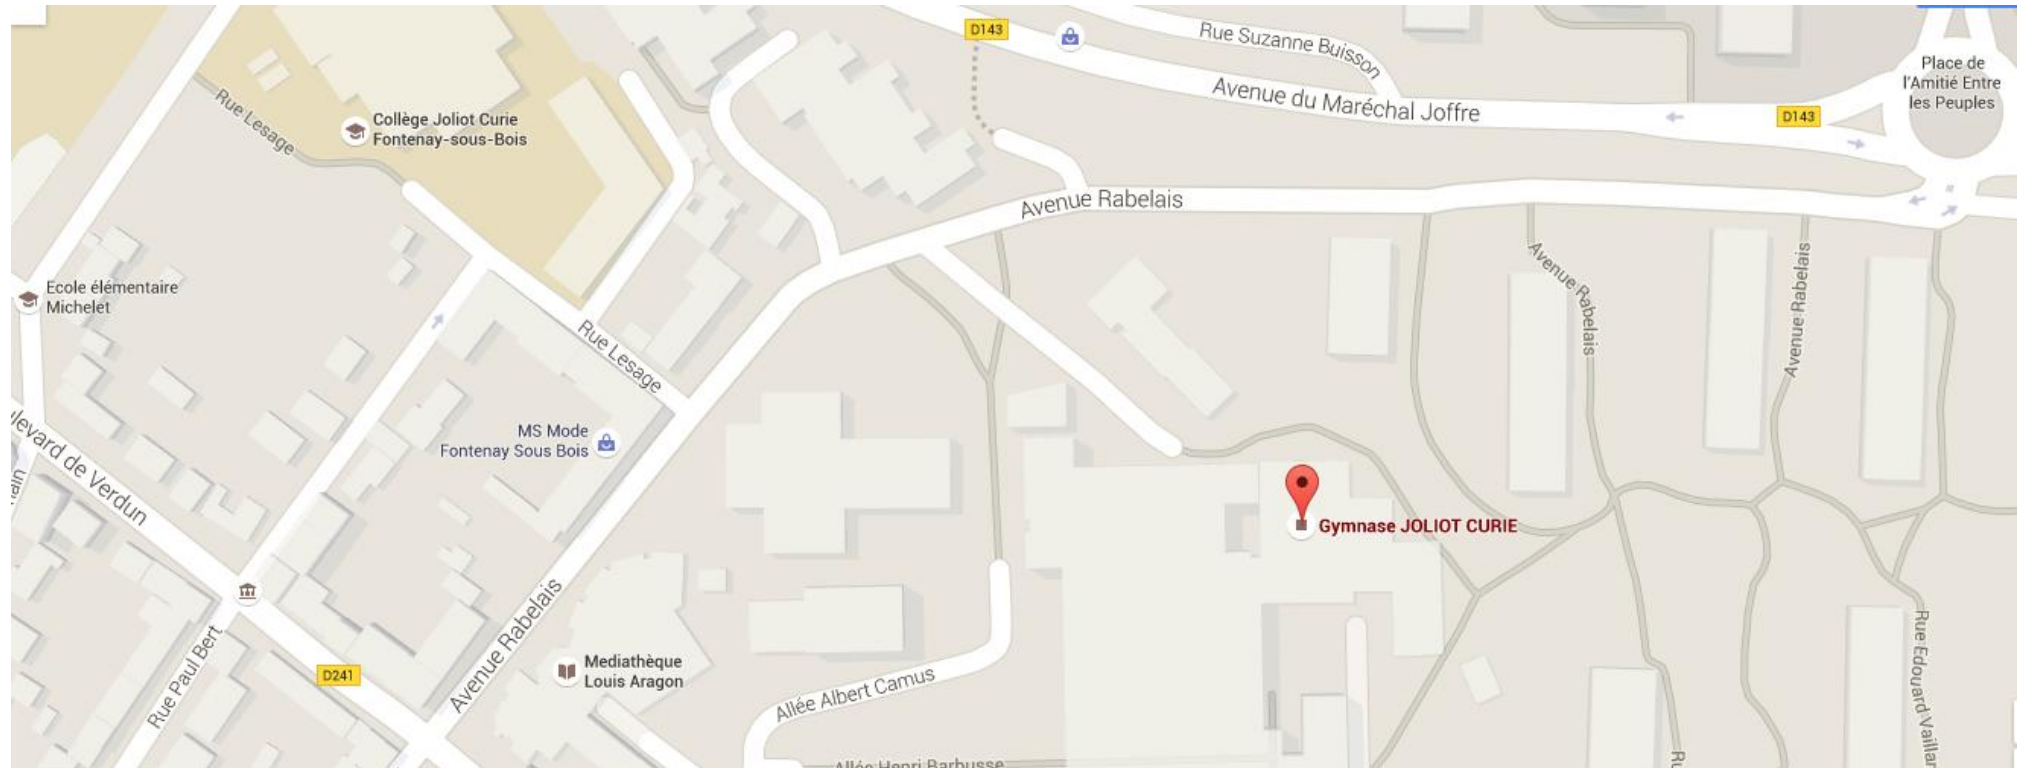 D143
Rue Suzanne Buisson
Place de
l'Amitié Entre
les Peuples
Avenue du Maréchal Joffre
D143
Rue Lesage
Collège Joliot Curie
Fontenay-sous-Bois
Avenue Rabelais
Avenue Rabelais
Avenue Rabelais
Ecole élémentaire
Michelet
Rue Lesage
MS Mode
Fontenay Sous Bois
ulevard de Verdun
Gymnase JOLIOT CURIE
Avenue Rabelais
Rue Paul Bert
D241
Mediathèque
Louis Aragon
Allée Albert Camus
Rue Edouard Vaillar
Allée Henri Barbusse